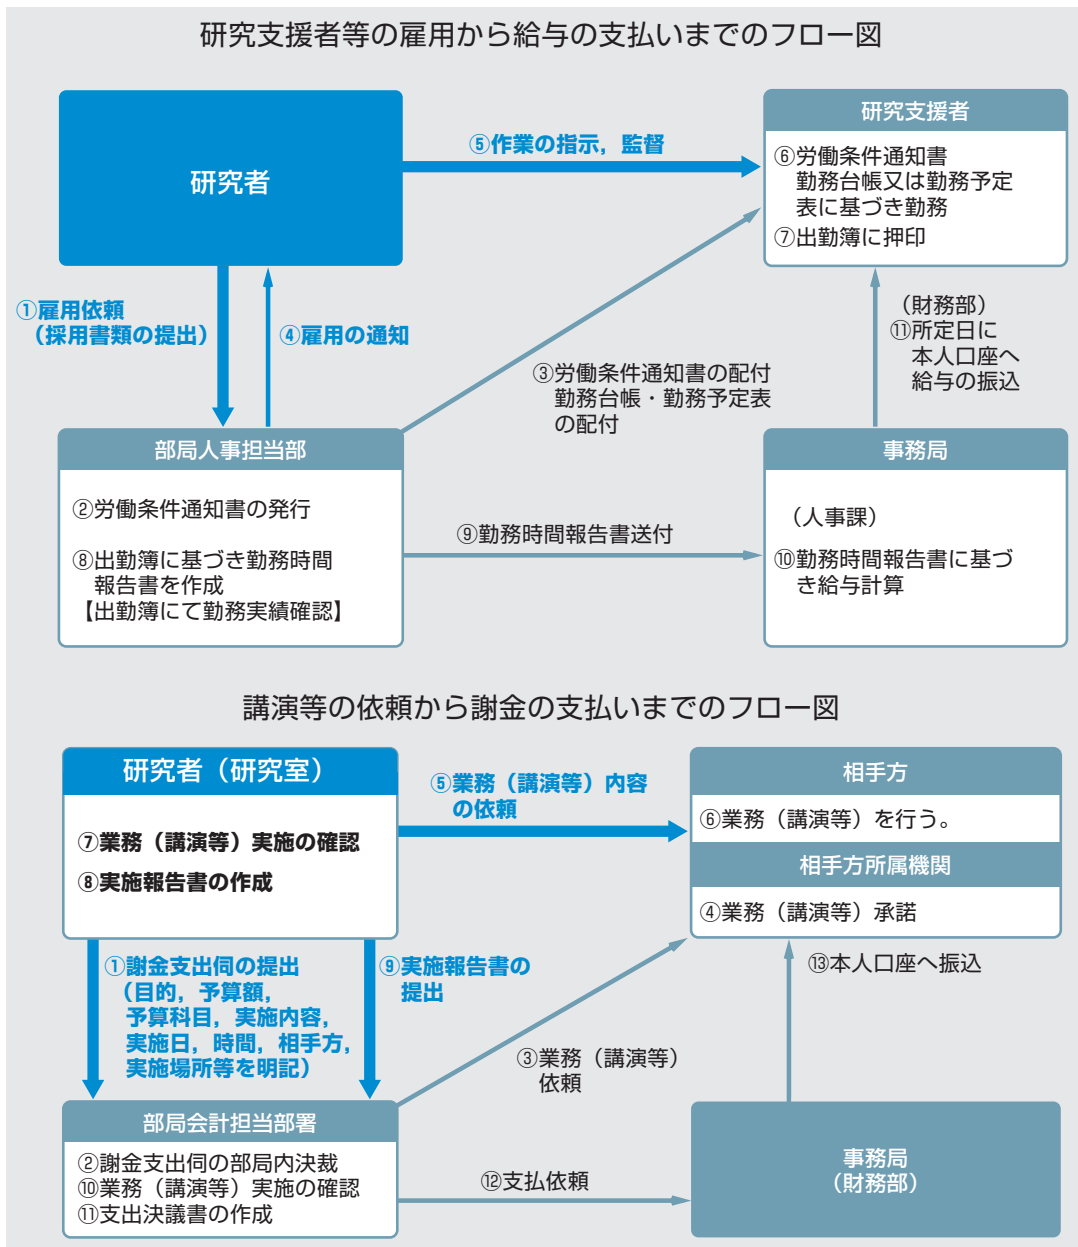 研究支援者等の雇用から給与の支払いまでのフロー図
研究者
⑤作業の指示，監督
研究支援者
⑥労働条件通知書
勤務台帳又は勤務予定
表に基づき勤務
⑦出勤簿に押印
①雇用依頼
（採用書類の提出）
④雇用の通知
③労働条件通知書の配付
勤務台帳・勤務予定表
の配付
（財務部）
⑪所定日に
本人口座へ
給与の振込
部局人事担当部
②労働条件通知書の発行
⑧出勤簿に基づき勤務時間
報告書を作成
【出勤簿にて勤務実績確認】
⑨勤務時間報告書送付
事務局
（人事課）
⑩勤務時間報告書に基づ
き給与計算
講演等の依頼から謝金の支払いまでのフロー図
研究者（研究室）
⑦業務（講演等）実施の確認
⑧実施報告書の作成
⑤業務（講演等）内容
の依頼
相手方
⑥業務（講演等）を行う。
相手方所属機関
④業務（講演等）承諾
①謝金支出伺の提出
（目的，予算額，
予算科目，実施内容，
実施日，時間，相手方，
実施場所等を明記）
⑨実施報告書の
提出
③業務（講演等）
依頼
⑬本人口座へ振込
部局会計担当部署
②謝金支出伺の部局内決裁
⑩業務（講演等）実施の確認
⑪支出決議書の作成
⑫支払依頼
事務局
（財務部）